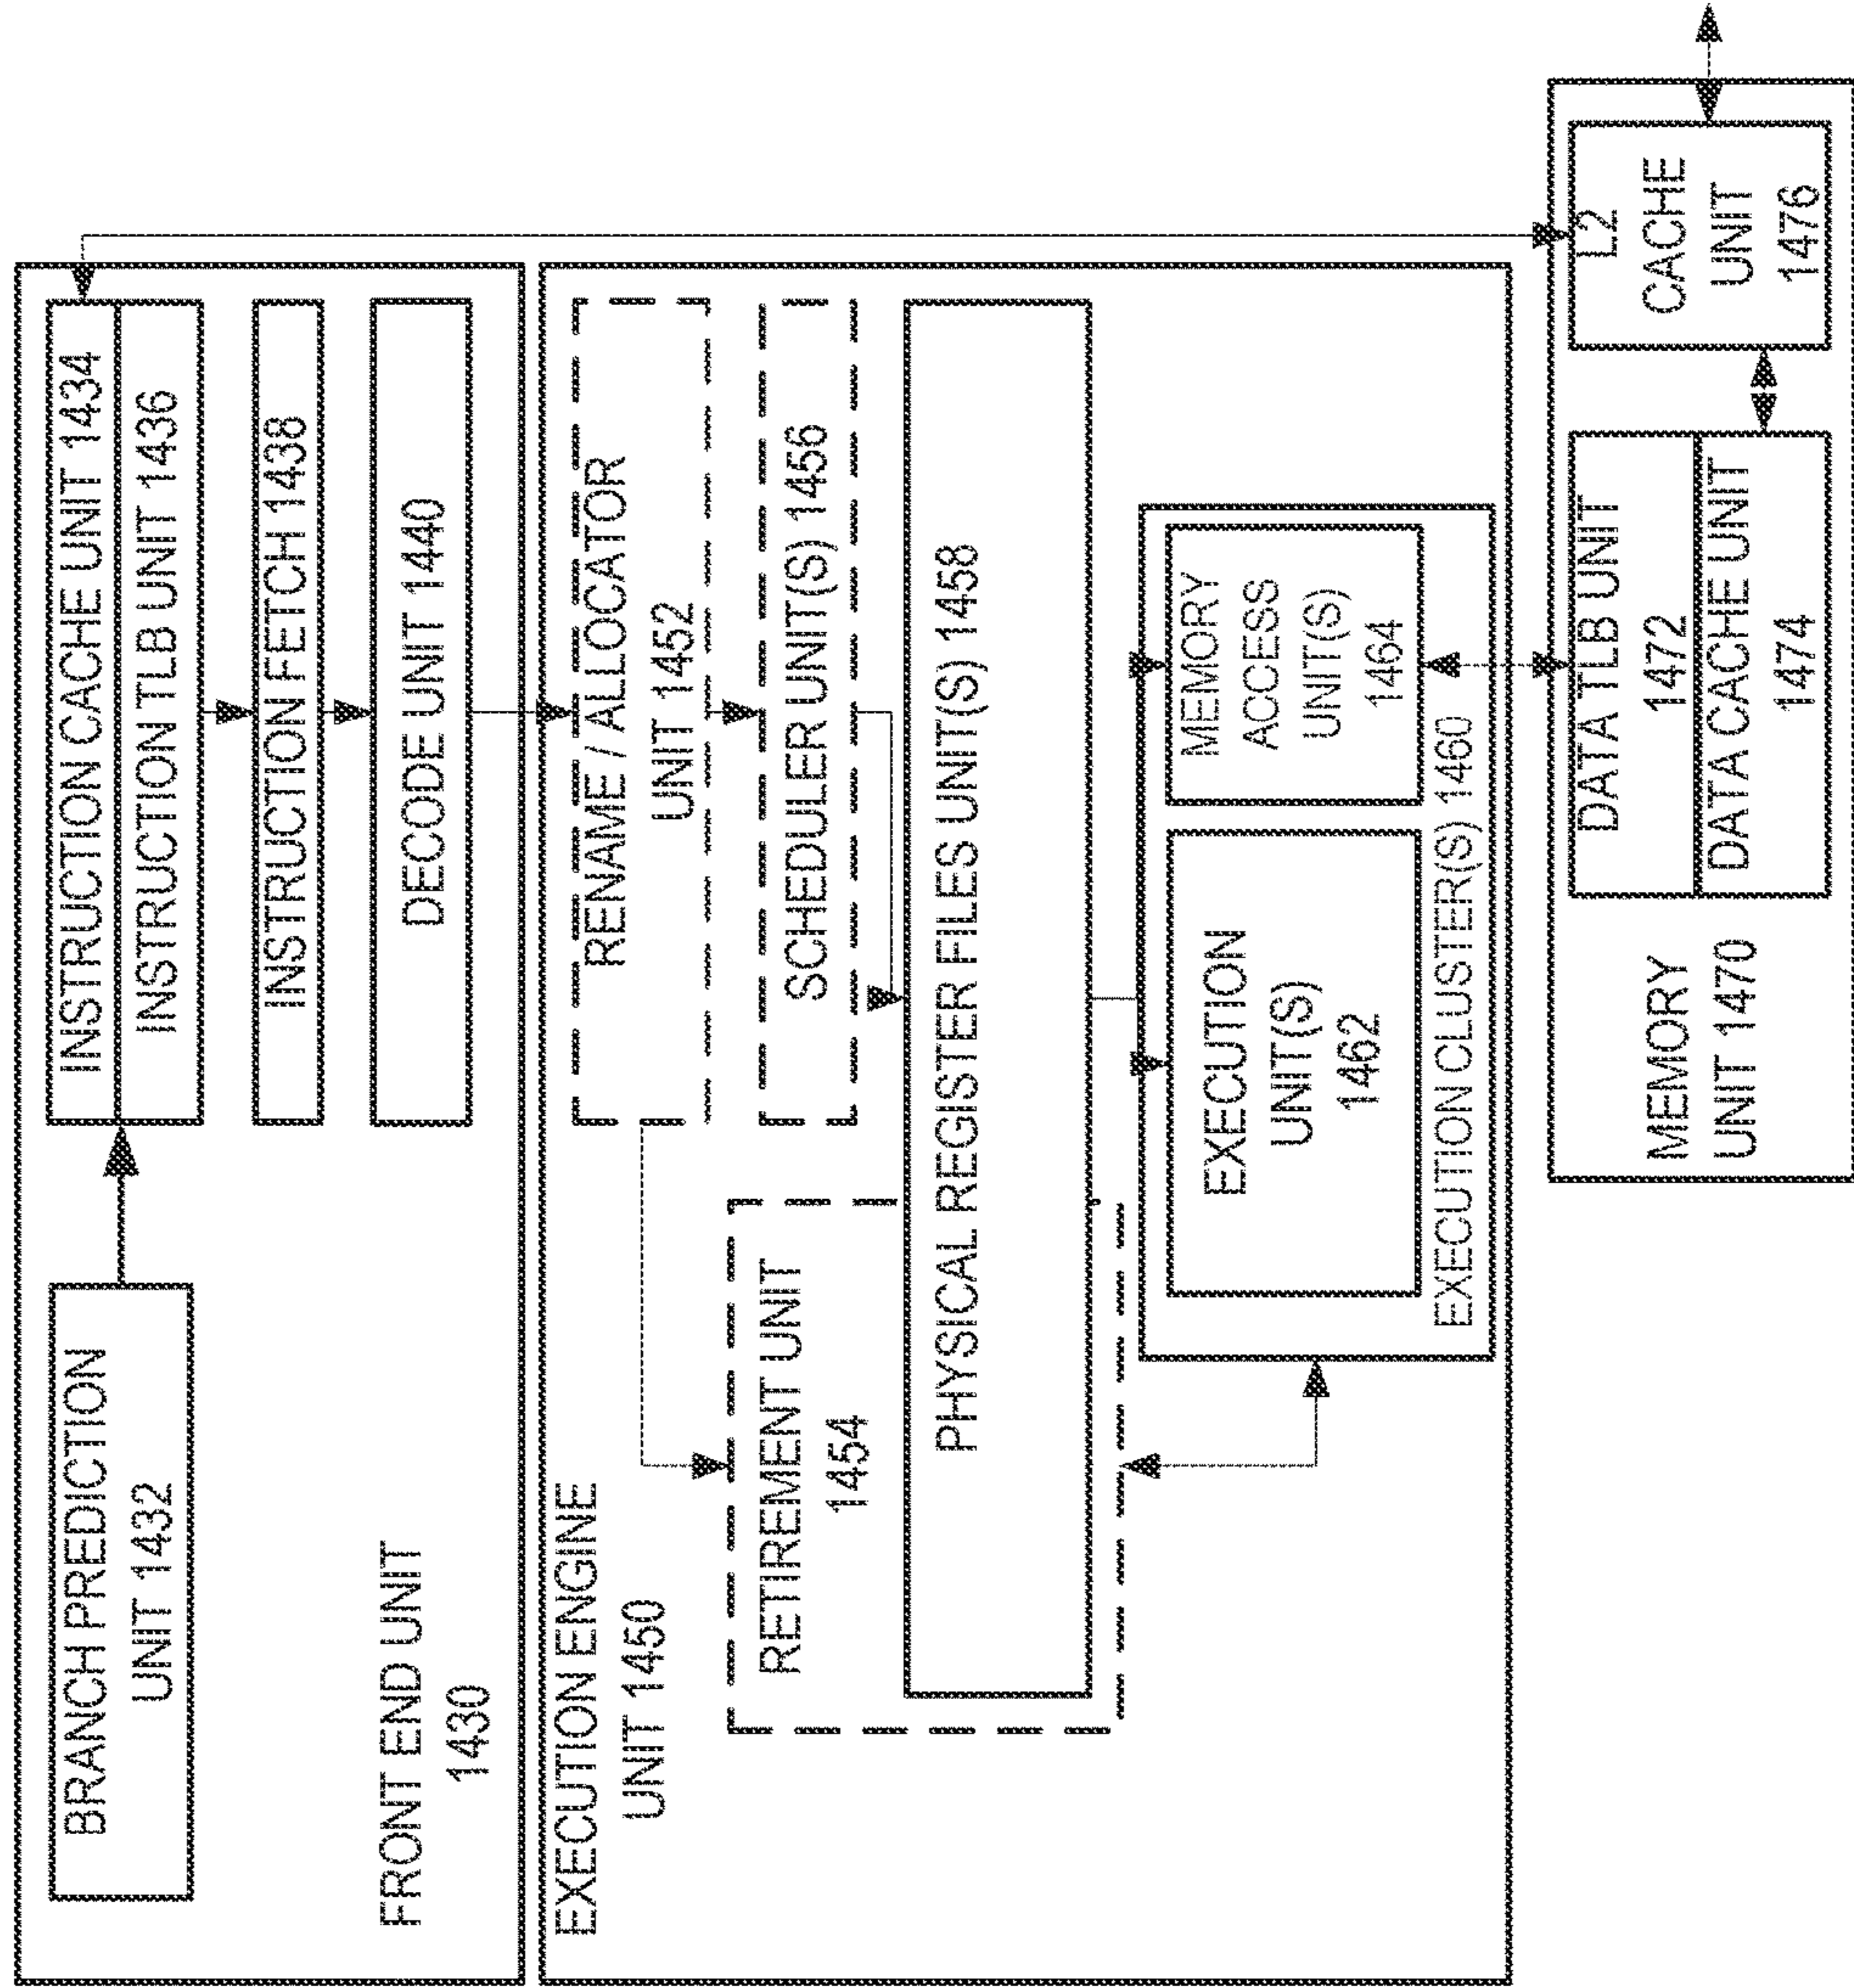 BRANCH PREDICTION
UNIT 1432
INSTRUCTION CACHE UNIT 1434
INSTRUCTION TLB UNIT 1436
INSTRUCTION FETCH 1438
DECODE UNIT 1440
FRONT END UNIT
1430
EXECUTION ENGINE
UNIT 1450
RENAME / ALLOCATOR
UNIT 1452
RETIREMENT UNIT
1454
SCHEDULER UNIT(S) 1456
PHYSICAL REGISTER FILES UNIT(S) 1458
EXECUTION
UNIT(S)
1462
MEMORY
ACCESS
UNIT(S)
1464
EXECUTION CLUSTER(S) 1460
MEMORY
UNIT 1470
DATA TLB UNIT
1472
DATA CACHE UNIT
1474
L2
CACHE
UNIT
1476